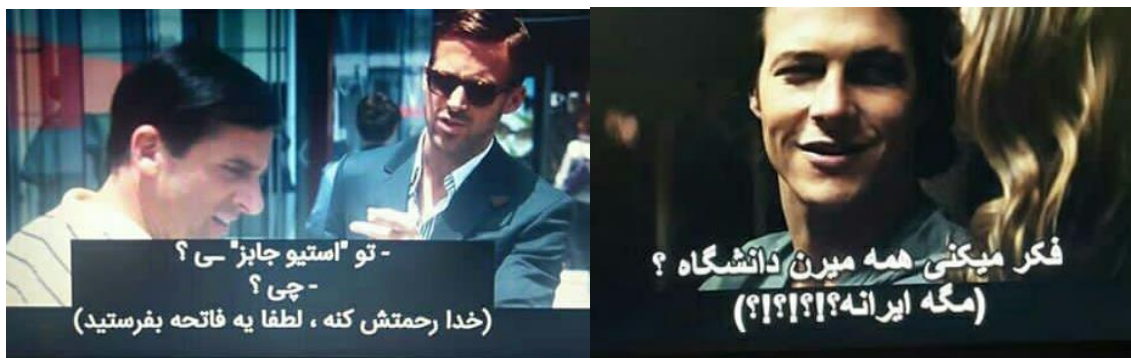 - تو "استیو جابز" ـی ؟
- چی ؟
(خدا رحمتش کنه ، لطفا یه فاتحه بفرستید)
فکر میکنی همه میرن دانشگاه ؟
(مگه ایرانه؟!؟!؟!؟)